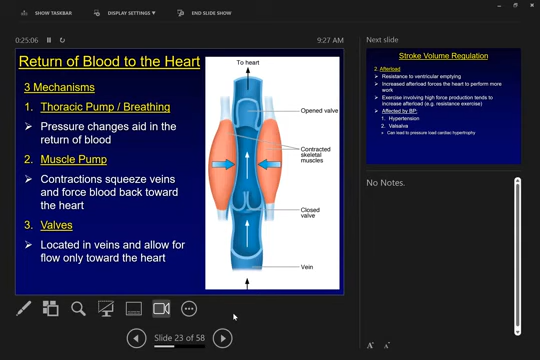 SHOW TASKBAR
DISPLAY SETTINGS ▼
END SLIDE SHOW
0:25:06
9:27 AM
Return of Blood to the Heart
3 Mechanisms
1. Thoracic Pump / Breathing
Pressure changes aid in the
return of blood
2. Muscle Pump
Contractions squeeze veins
and force blood back toward
the heart
3. Valves
Located in veins and allow for
flow only toward the heart
To heart
Opened valve
Contracted
skeletal
muscles
Closed
valve
Vein
Slide 23 of 58
Next slide
Stroke Volume Regulation
2. Afterload
Resistance to ventricular emptying
Increased afterload forces the heart to perform more
work
Exercise involving high force production tends to
increase afterload (e.g. resistance exercise)
Affected by BP:
1. Hypertension
2. Valsalva
Can lead to pressure load cardiac hypertrophy
No Notes.
A A